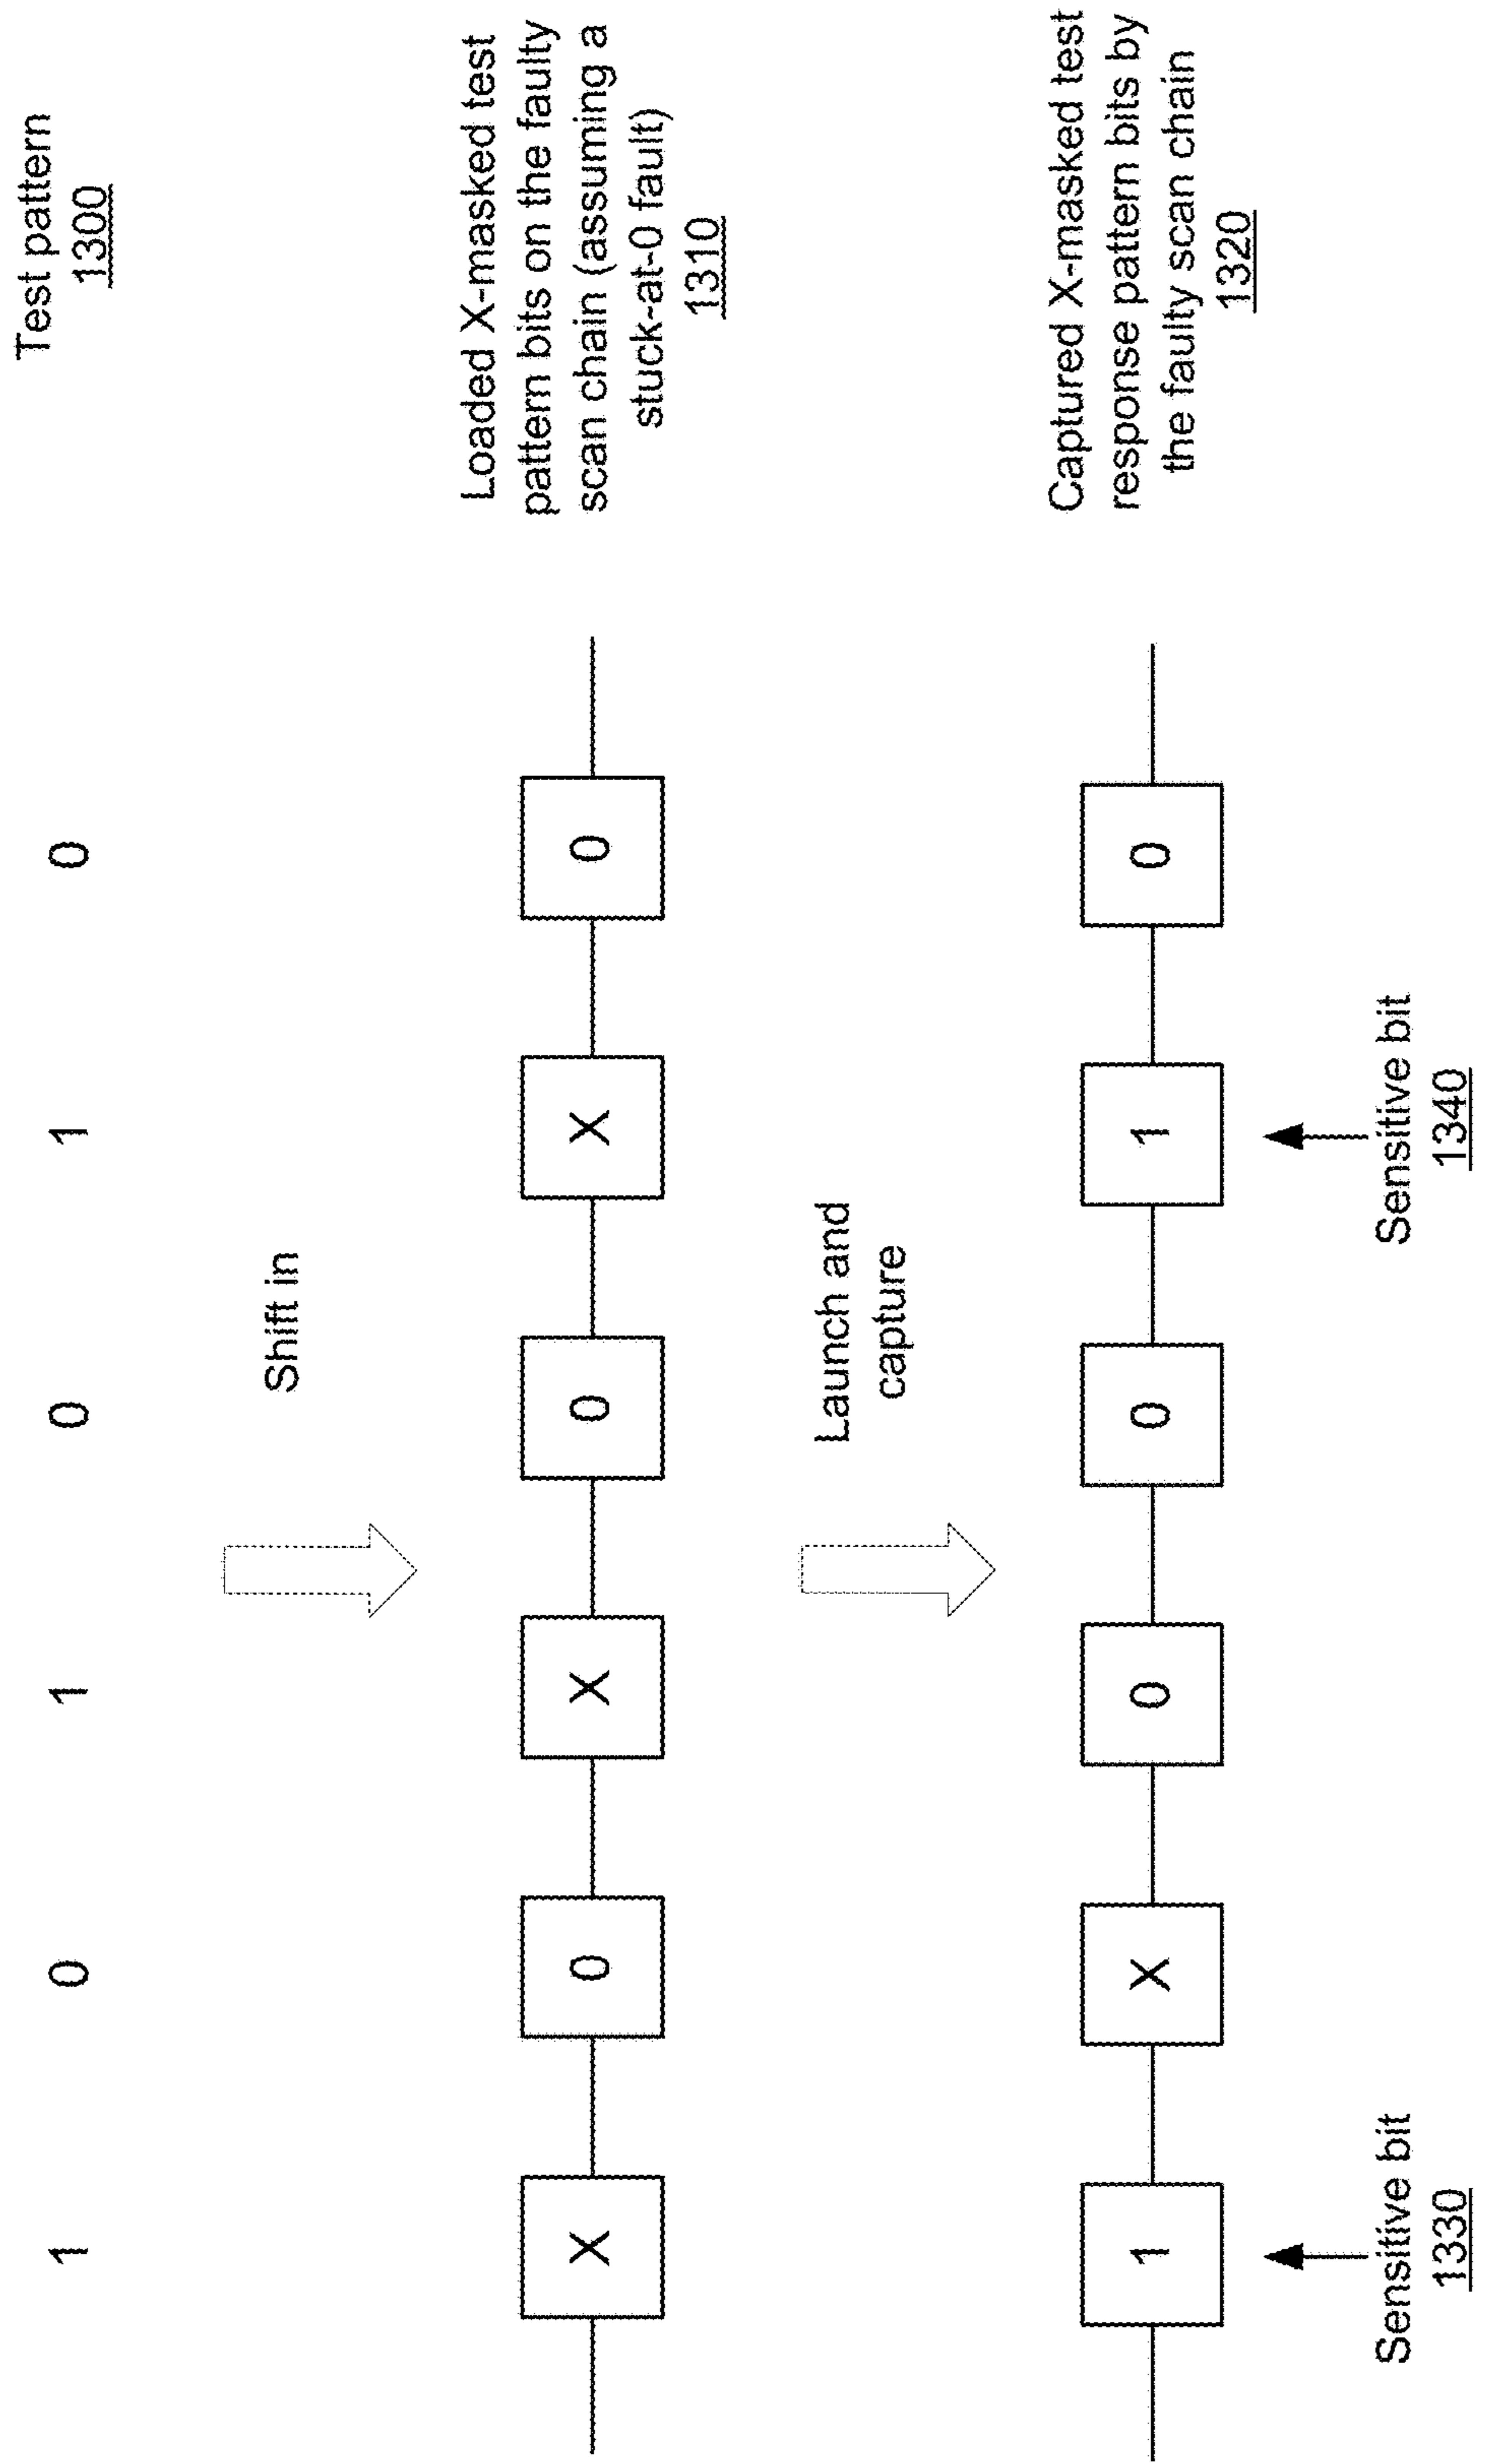 1 0 1 0 1 0
Test pattern
1300
Shift in
X 0 X 0 X 0
Loaded X-masked test
pattern bits on the faulty
scan chain (assuming a
stuck-at-0 fault)
1310
Launch and
capture
1 X 0 0 1 0
Captured X-masked test
response pattern bits by
the faulty scan chain
1320
Sensitive bit
1330
Sensitive bit
1340